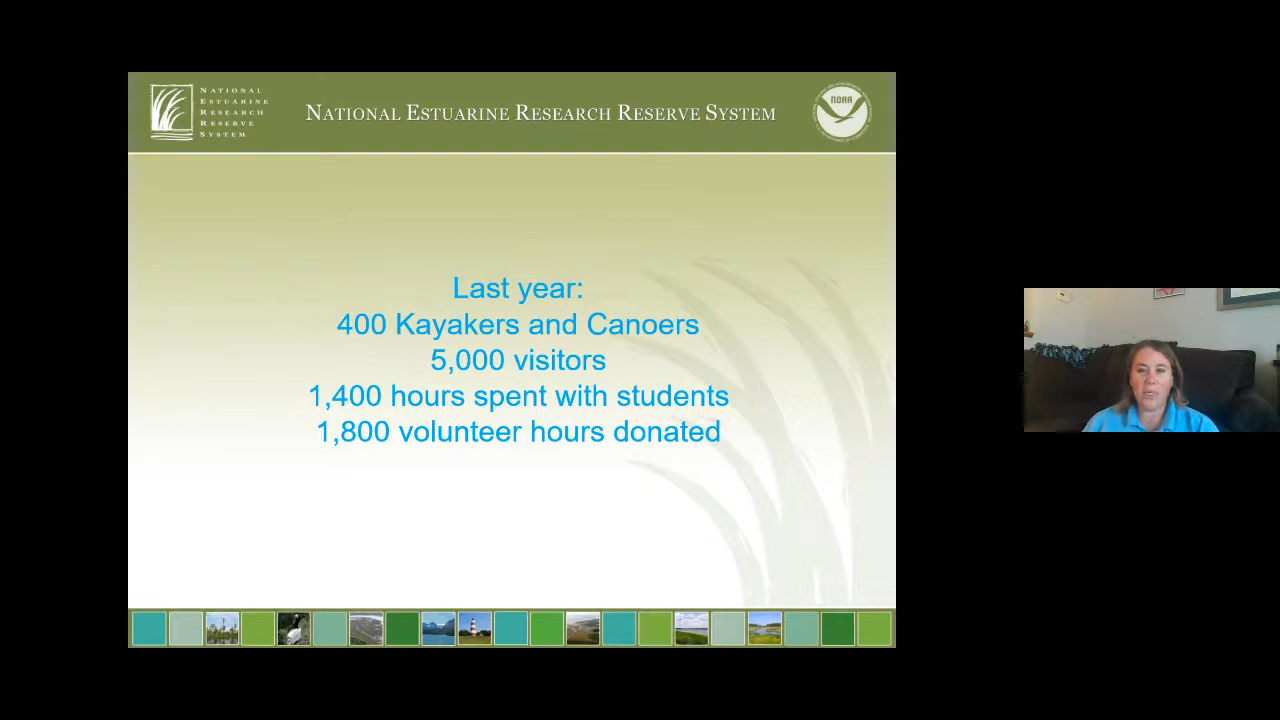 NATIONAL
ESTUARINE
RESEARCH
RESERVE
SYSTEM
NATIONAL ESTUARINE RESEARCH RESERVE SYSTEM
NOAA
Last year:
400 Kayakers and Canoers
5,000 visitors
1,400 hours spent with students
1,800 volunteer hours donated